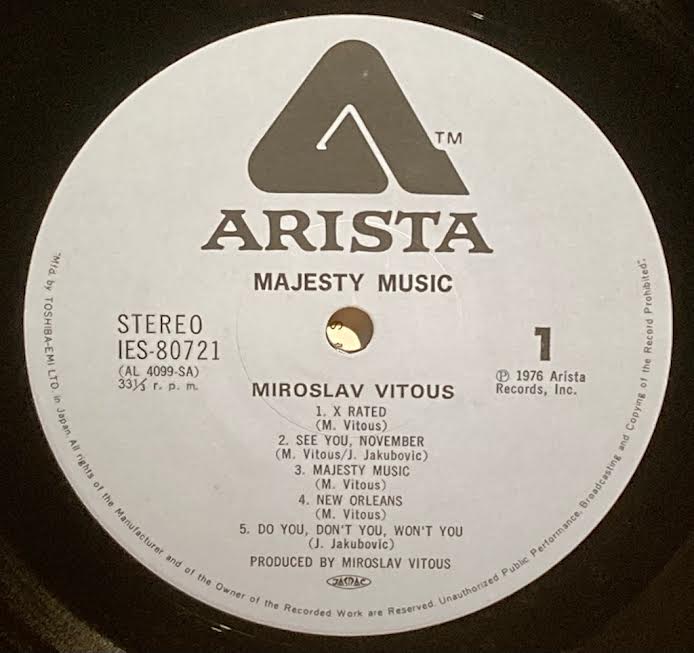 TM
ARISTA
MAJESTY MUSIC
STEREO
IES-80721
(AL 4099-SA)
33⅓ r. p. m.
1
Ⓟ 1976 Arista
Records, Inc.
MIROSLAV VITOUS
1. X RATED
(M. Vitous)
2. SEE YOU, NOVEMBER
(M. Vitous/J. Jakubovic)
3. MAJESTY MUSIC
(M. Vitous)
4. NEW ORLEANS
(M. Vitous)
5. DO YOU, DON'T YOU, WON'T YOU
(J. Jakubovic)
PRODUCED BY MIROSLAV VITOUS
JASRAC
"Mfd. by TOSHIBA-EMI LTD. in Japan. All rights of the Manufacturer and of the Owner of the Recorded Work are Reserved. Unauthorized Public Performance, Broadcasting and Copying of the Record Prohibited".